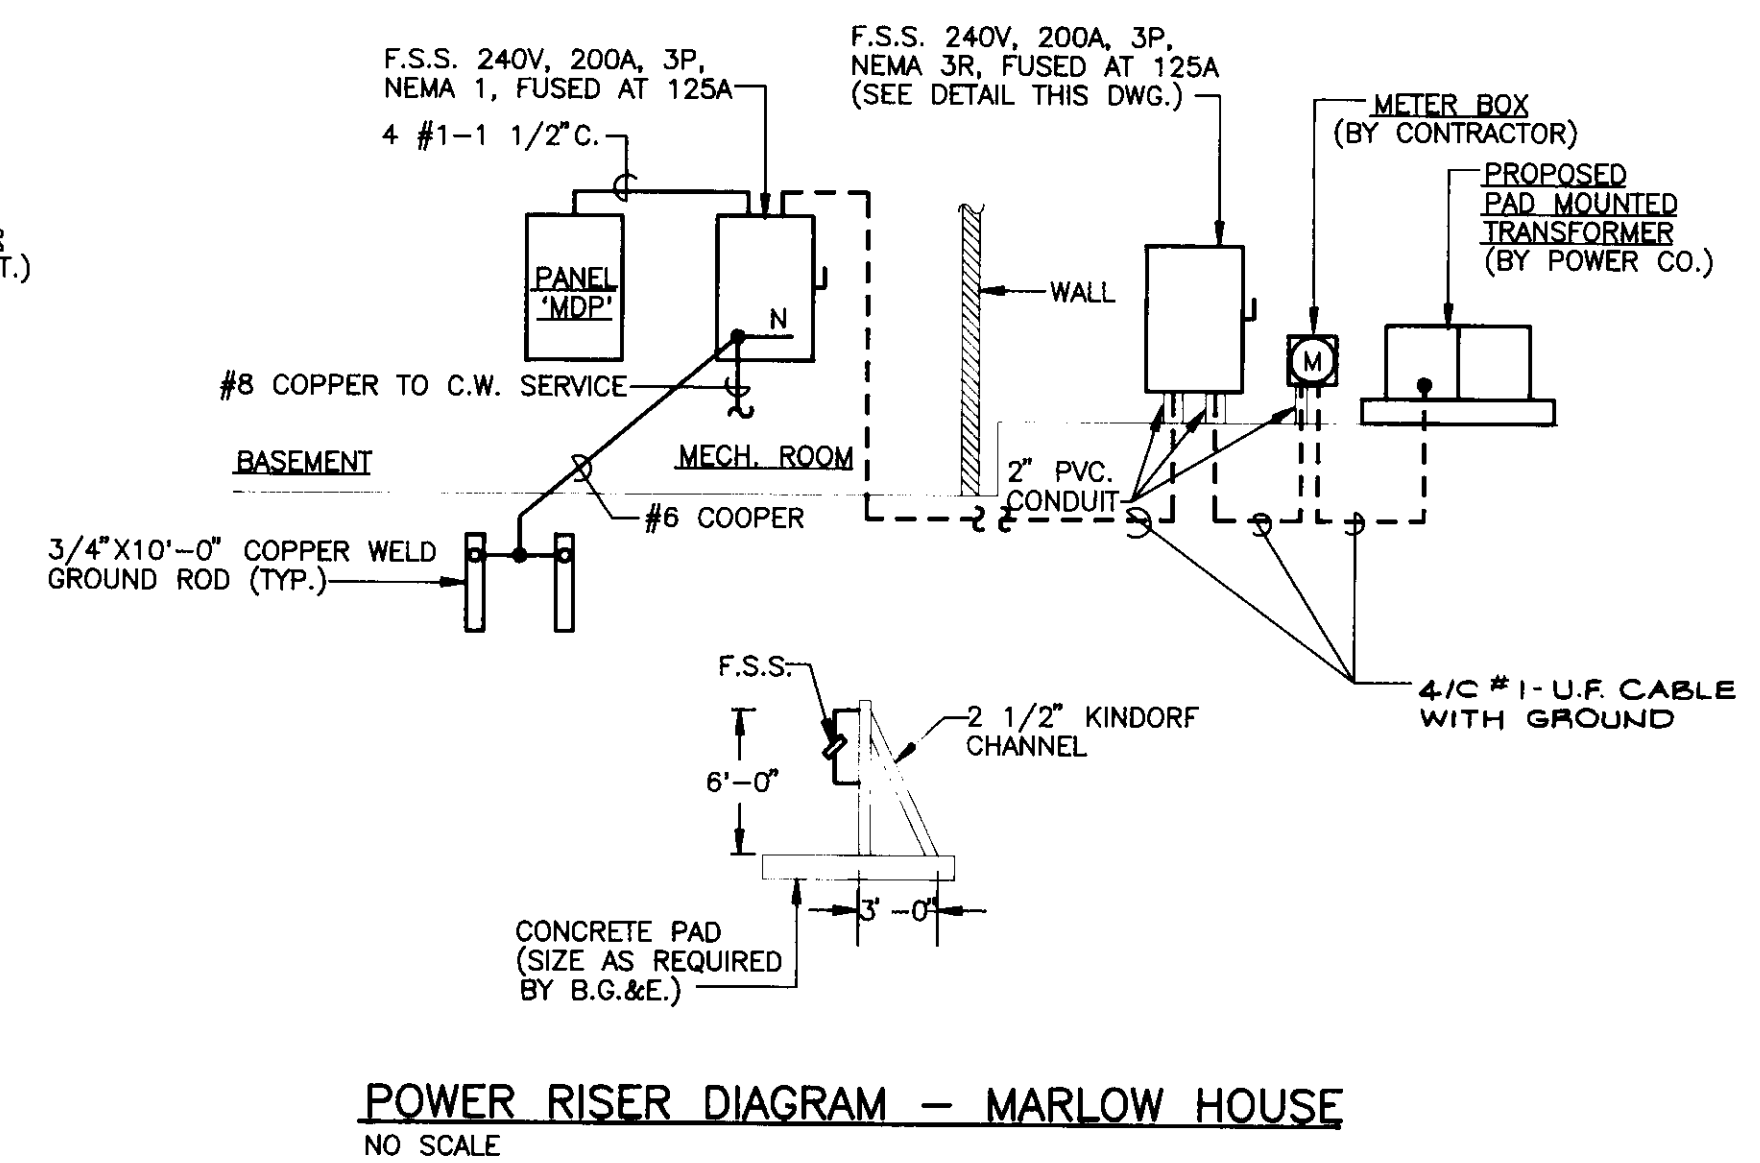 F.S.S. 240V, 200A, 3P,
NEMA 1, FUSED AT 125A
4 #1-1 1/2"C.
F.S.S. 240V, 200A, 3P,
NEMA 3R, FUSED AT 125A
(SEE DETAIL THIS DWG.)
METER BOX
(BY CONTRACTOR)
PROPOSED
PAD MOUNTED
TRANSFORMER
(BY POWER CO.)
T.)
PANEL
'MDP'
N
WALL
M
#8 COPPER TO C.W. SERVICE
BASEMENT
MECH. ROOM
2" PVC.
CONDUIT
#6 COOPER
3/4"X10'-0" COPPER WELD
GROUND ROD (TYP.)
4/C #1-U.F. CABLE
WITH GROUND
F.S.S.
2 1/2" KINDORF
CHANNEL
6'-0"
3'-0"
CONCRETE PAD
(SIZE AS REQUIRED
BY B.G.&E.)
POWER RISER DIAGRAM - MARLOW HOUSE
NO SCALE